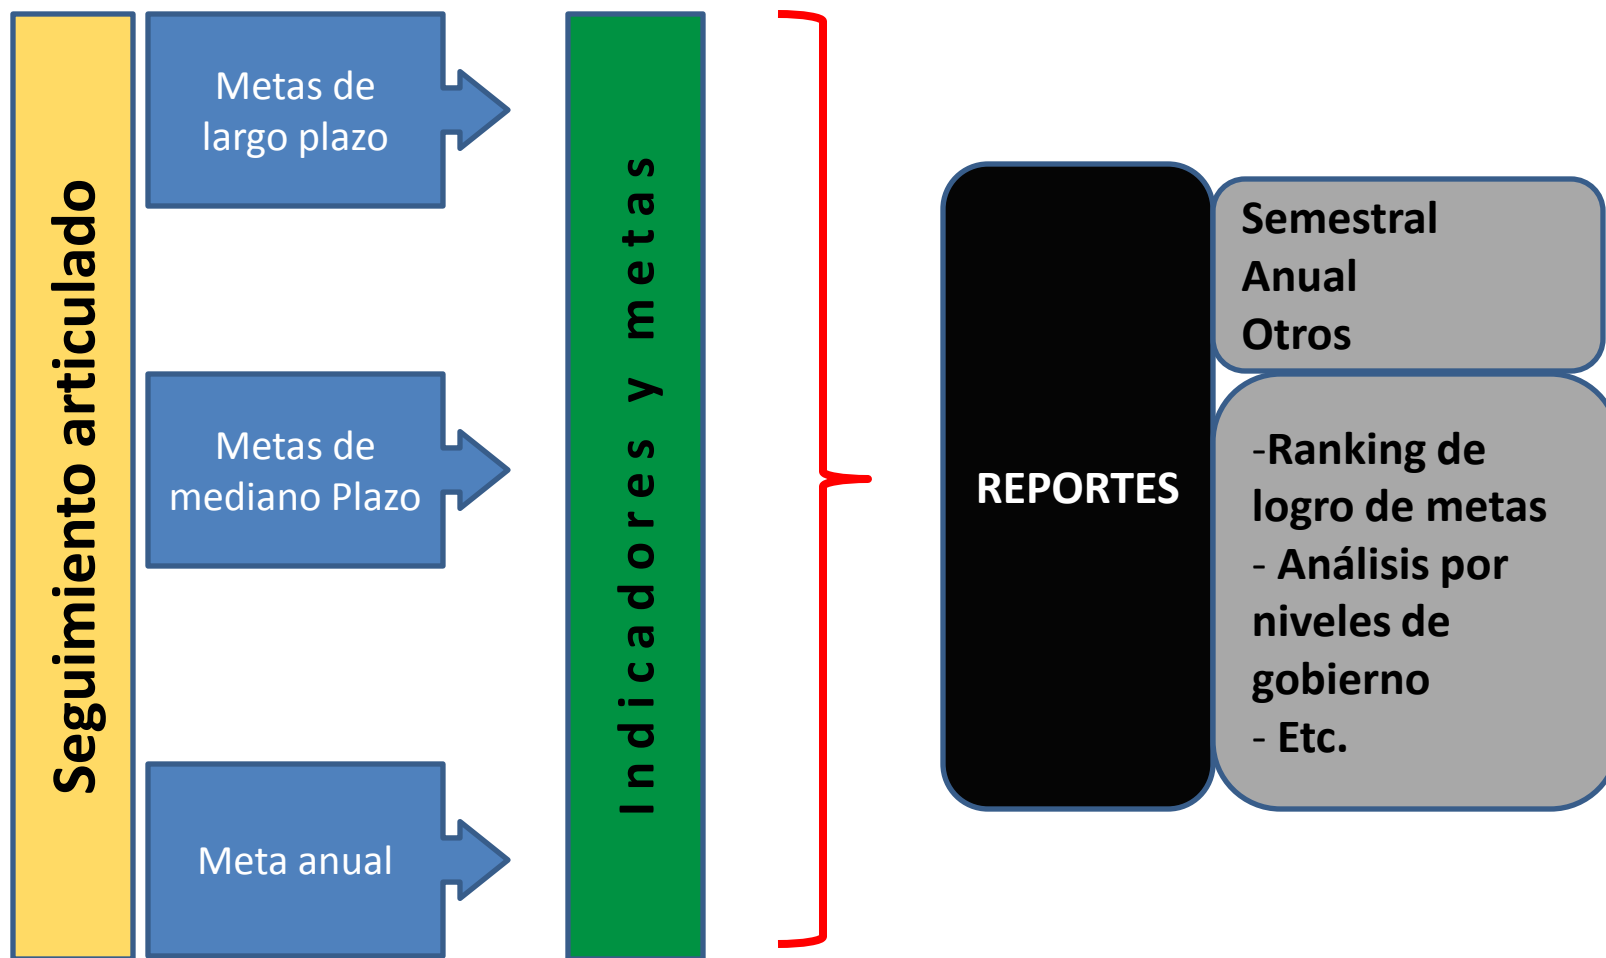 Seguimiento articulado
Metas de
largo plazo
Metas de
mediano Plazo
Meta anual
Indicadores y metas
REPORTES
Semestral
Anual
Otros
-Ranking de
logro de metas
- Análisis por
niveles de
gobierno
- Etc.